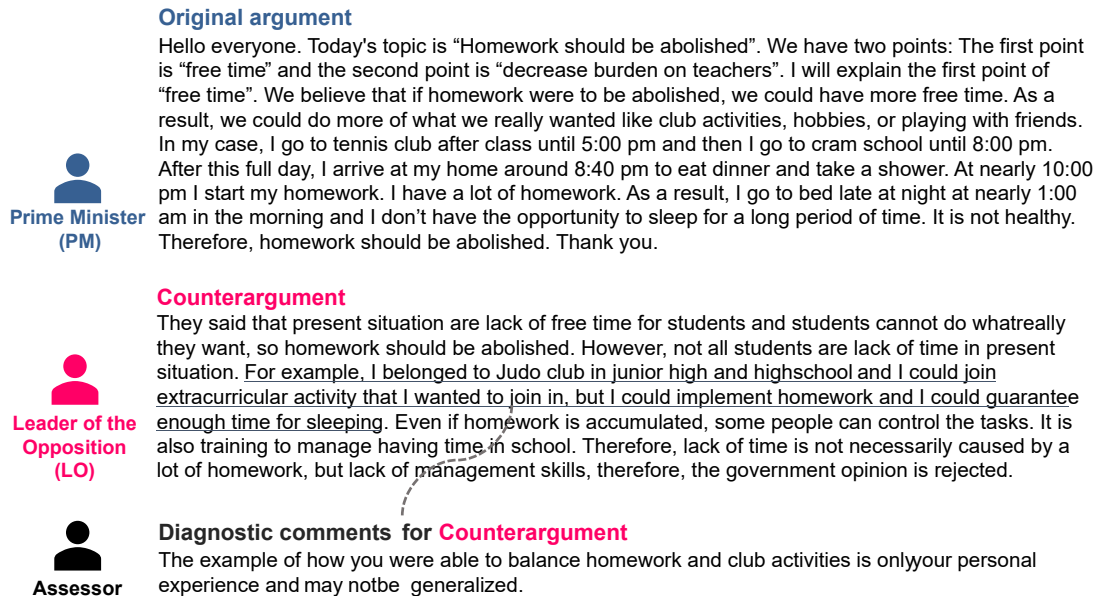 Original argument
Hello everyone. Today's topic is “Homework should be abolished”. We have two points: The first point
is “free time” and the second point is “decrease burden on teachers”. I will explain the first point of
“free time”. We believe that if homework were to be abolished, we could have more free time. As a
result, we could do more of what we really wanted like club activities, hobbies, or playing with friends.
In my case, I go to tennis club after class until 5:00 pm and then I go to cram school until 8:00 pm.
After this full day, I arrive at my home around 8:40 pm to eat dinner and take a shower. At nearly 10:00
pm I start my homework. I have a lot of homework. As a result, I go to bed late at night at nearly 1:00
am in the morning and I don’t have the opportunity to sleep for a long period of time. It is not healthy.
Therefore, homework should be abolished. Thank you.
Prime Minister
(PM)
Counterargument
They said that present situation are lack of free time for students and students cannot do whatreally
they want, so homework should be abolished. However, not all students are lack of time in present
situation. For example, I belonged to Judo club in junior high and highschool and I could join
extracurricular activity that I wanted to join in, but I could implement homework and I could guarantee
enough time for sleeping. Even if homework is accumulated, some people can control the tasks. It is
also training to manage having time in school. Therefore, lack of time is not necessarily caused by a
lot of homework, but lack of management skills, therefore, the government opinion is rejected.
Leader of the
Opposition
(LO)
Diagnostic comments for Counterargument
The example of how you were able to balance homework and club activities is onlyyour personal
experience and may notbe generalized.
Assessor